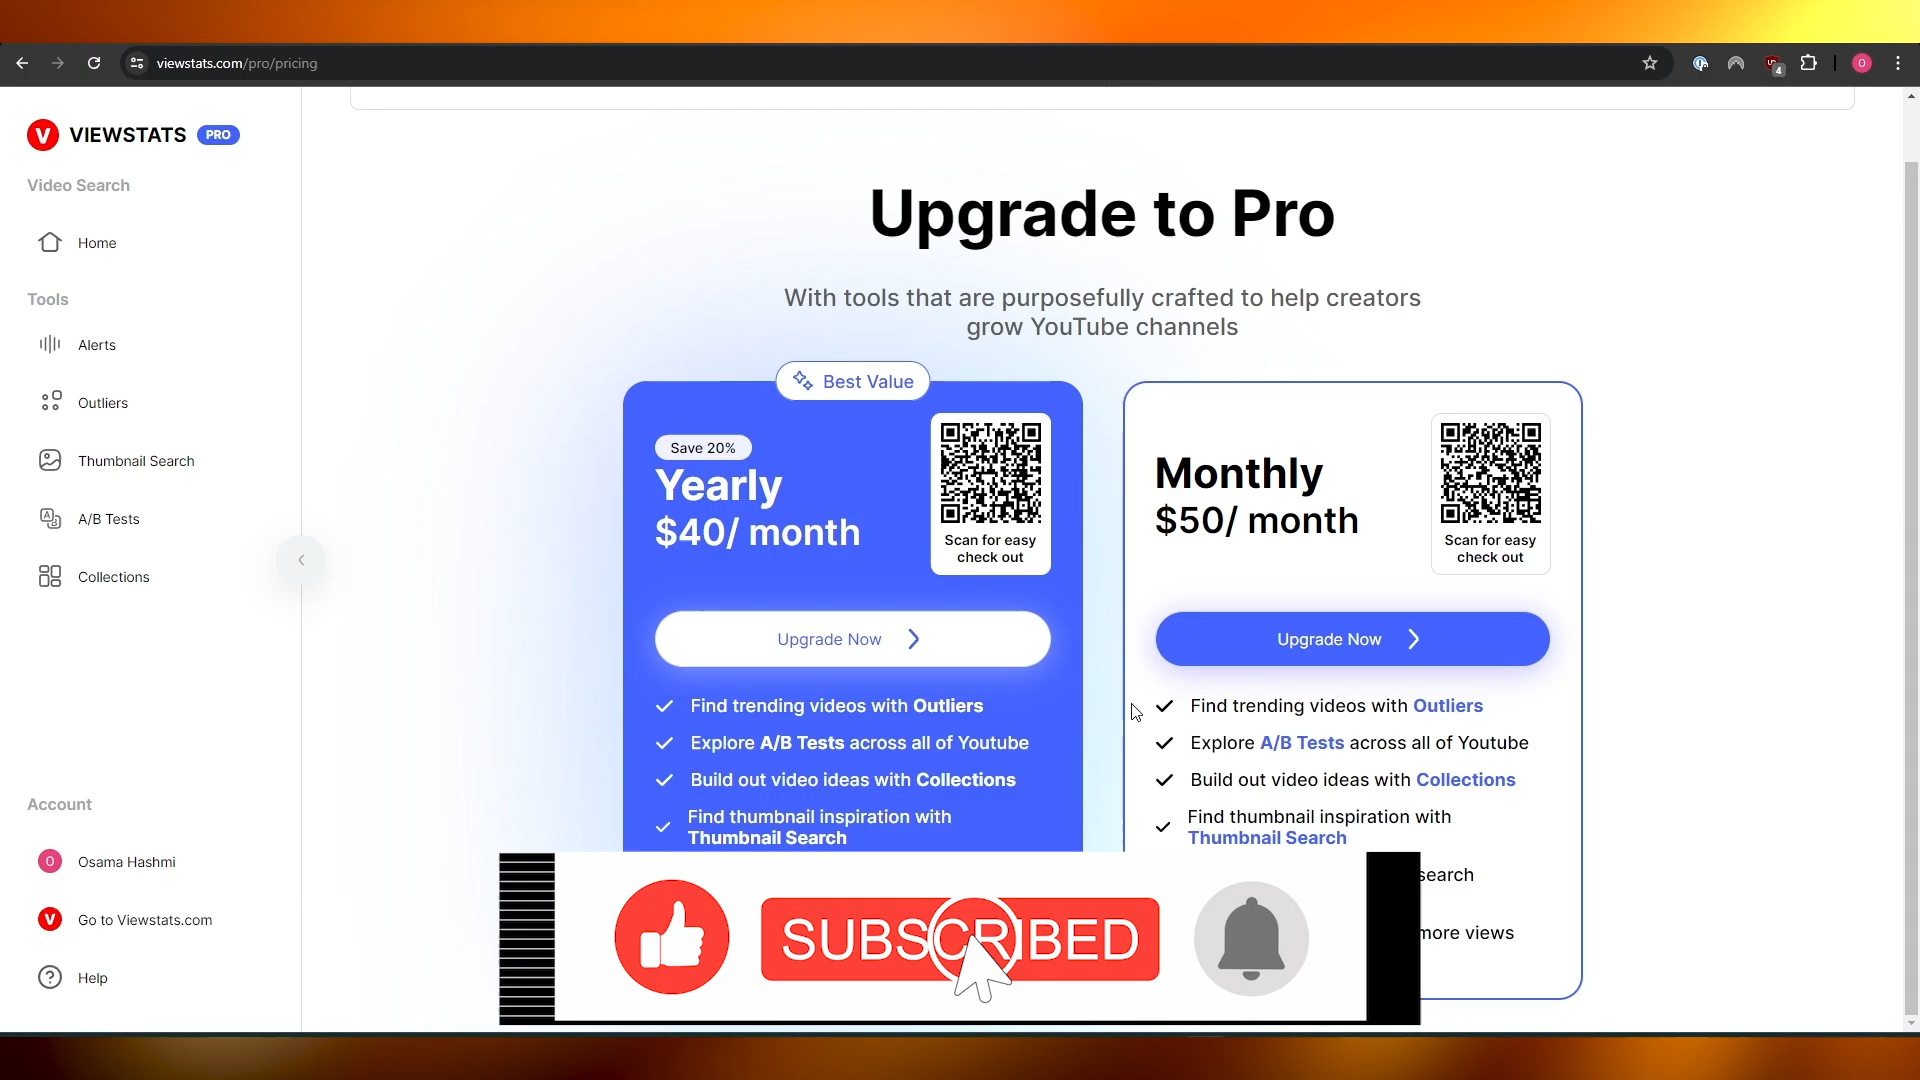 viewstats.com/pro/pricing
4
O
V VIEWSTATS PRO
Video Search
Home
Tools
Alerts
Outliers
Thumbnail Search
A/B Tests
Collections
Account
O Osama Hashmi
V Go to Viewstats.com
Help
Upgrade to Pro
With tools that are purposefully crafted to help creators
grow YouTube channels
Best Value
Save 20%
Yearly
$40/ month
Scan for easy
check out
Upgrade Now
Find trending videos with Outliers
Explore A/B Tests across all of Youtube
Build out video ideas with Collections
Find thumbnail inspiration with
Thumbnail Search
Monthly
$50/ month
Scan for easy
check out
Upgrade Now
Find trending videos with Outliers
Explore A/B Tests across all of Youtube
Build out video ideas with Collections
Find thumbnail inspiration with
Thumbnail Search
search
more views
SUBSCRIBED